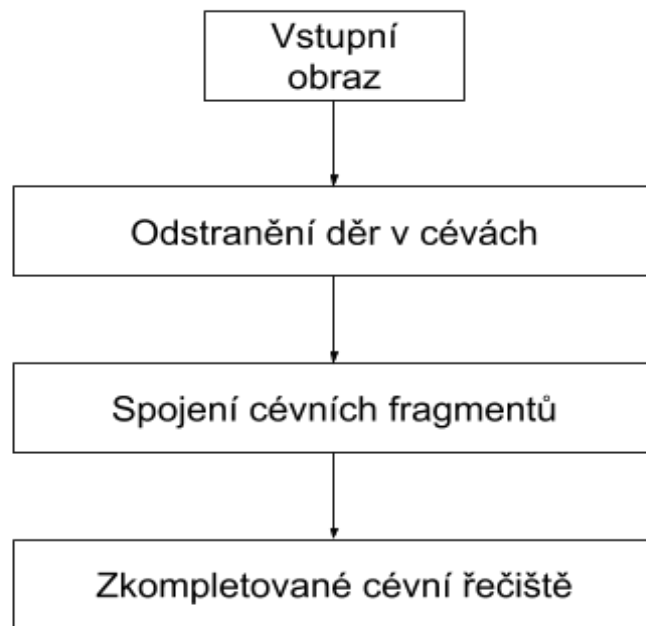 Vstupní
obraz
Odstranění děr v cévách
Spojení cévních fragmentů
Zkompletované cévní řečiště